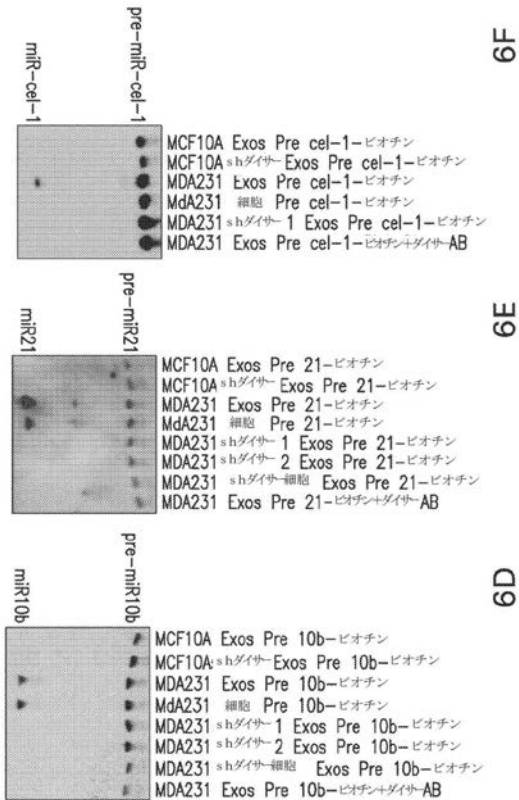 6F
miR-cel-1
pre-miR-cel-1
MCF10A Exos Pre cel-1-ビオチン
MCF10A shダイサー Exos Pre cel-1-ビオチン
MDA231 Exos Pre cel-1-ビオチン
MdA231 細胞 Pre cel-1-ビオチン
MDA231 shダイサー 1 Exos Pre cel-1-ビオチン
MDA231 Exos Pre cel-1-ビオチン+ダイサーAB
6E
miR21
pre-miR21
MCF10A Exos Pre 21-ビオチン
MCF10A shダイサー Exos Pre 21-ビオチン
MDA231 Exos Pre 21-ビオチン
MdA231 細胞 Pre 21-ビオチン
MDA231 shダイサー 1 Exos Pre 21-ビオチン
MDA231 shダイサー 2 Exos Pre 21-ビオチン
MDA231 shダイサー細胞 Exos Pre 21-ビオチン
MDA231 Exos Pre 21-ビオチン+ダイサーAB
6D
miR10b
pre-miR10b
MCF10A Exos Pre 10b-ビオチン
MCF10A shダイサー Exos Pre 10b-ビオチン
MDA231 Exos Pre 10b-ビオチン
MdA231 細胞 Pre 10b-ビオチン
MDA231 shダイサー 1 Exos Pre 10b-ビオチン
MDA231 shダイサー 2 Exos Pre 10b-ビオチン
MDA231 shダイサー細胞 Exos Pre 10b-ビオチン
MDA231 Exos Pre 10b-ビオチン+ダイサーAB